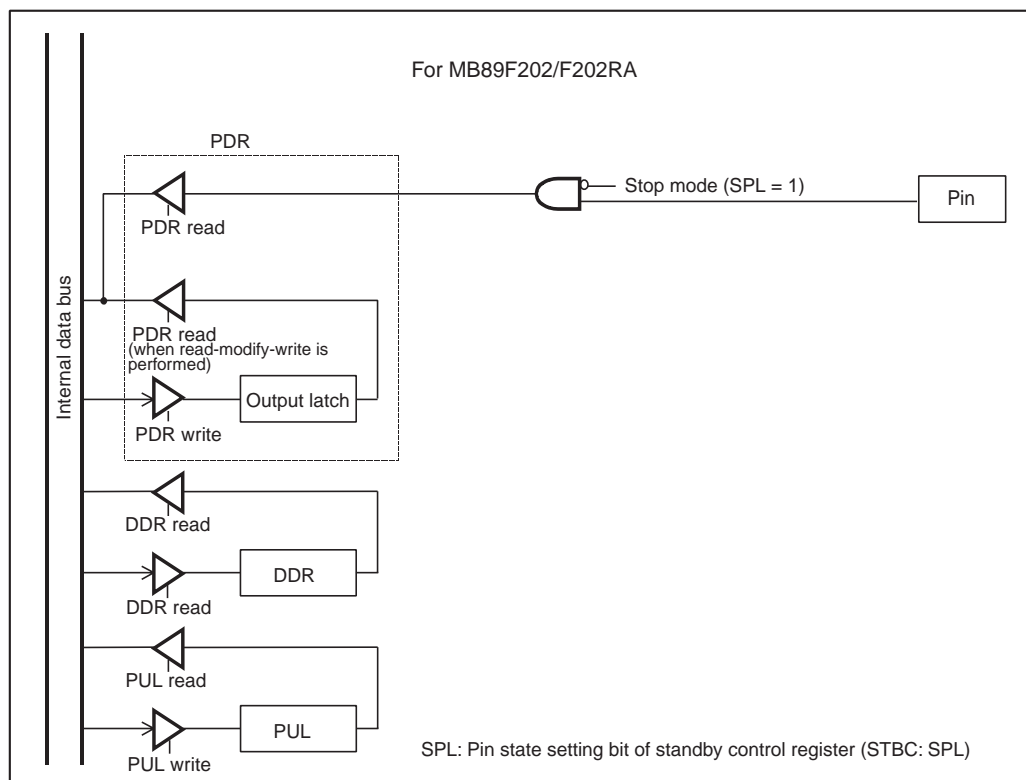 For MB89F202/F202RA
PDR
Stop mode (SPL = 1)
Pin
PDR read
Internal data bus
PDR read
(when read-modify-write is
performed)
Output latch
PDR write
DDR read
DDR
DDR read
PUL read
PUL
PUL write
SPL: Pin state setting bit of standby control register (STBC: SPL)